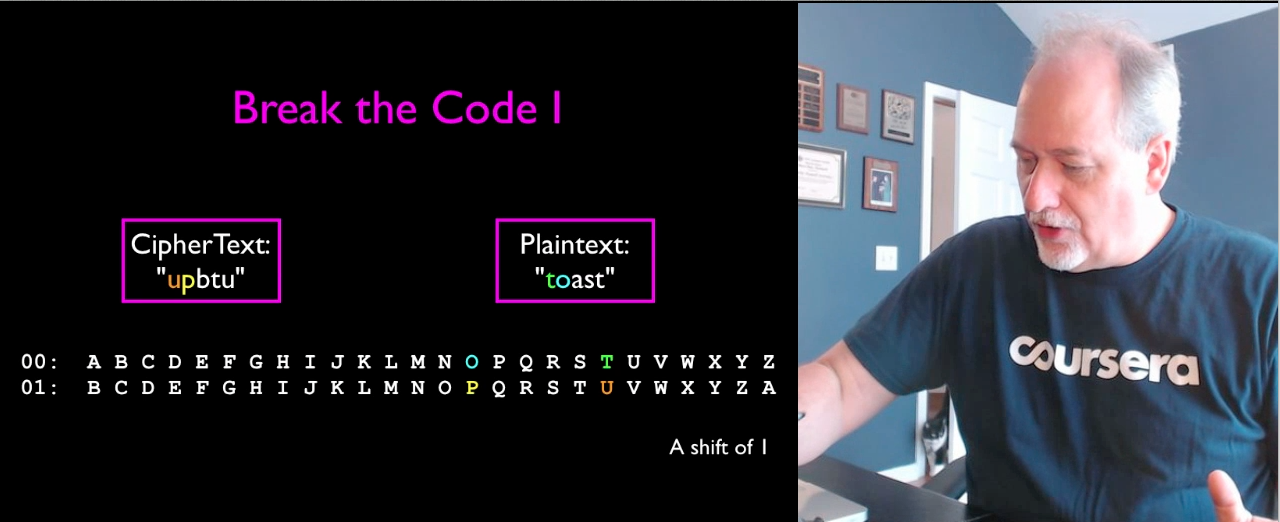 Break the Code I
CipherText:
"upbtu"
Plaintext:
"toast"
00: A B C D E F G H I J K L M N O P Q R S T U V W X Y Z
01: B C D E F G H I J K L M N O P Q R S T U V W X Y Z A
A shift of 1
coursera